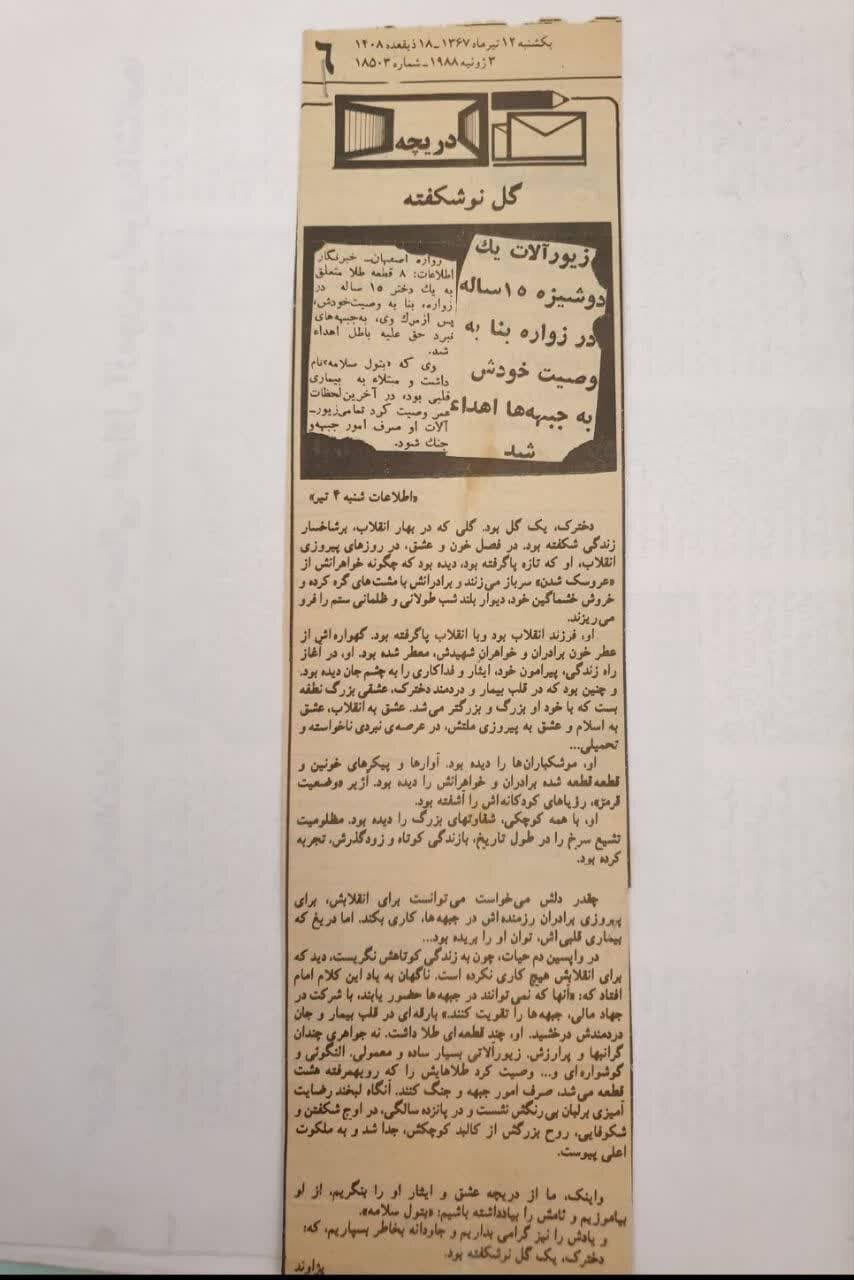 یکشنبه ۱۲ تیر ماه ۱۳۶۷ـ ۱۸ ذیقعده ۱۴۰۸
۳ ژوئیه ۱۹۸۸ـ شماره ۱۸۵۰۳
۶
دریچه
گل نوشکفته
زیورآلات یك
دوشیزه ۱۵ ساله
در زواره بنا به
وصیت خودش
به جبهه‌ها اهداء
شد
زواره اصفهان‌ـ خبرنگار
اطلاعات: ۸ قطعه طلا متعلق
به یك دختر ۱۵ ساله در
زواره، بنا به وصیت‌خودش،
پس ازمرك وی، به‌جبهه‌های
نبرد حق علیه باطل اهداء
شد.
وی که «بتول سلامه»نام
داشت و مبتلاء به بیماری
قلبی بود، در آخرین لحظات
عمر وصیت کرد تمامی‌زیور‌ـ
آلات او صرف امور جبهه‌و
جنك شود.
«اطلاعات شنبه ۴ تیر»
دخترک، یک گل بود. گلی که در بهار انقلاب، برشاخسار
زندگی شکفته بود. در فصل خون و عشق، در روزهای پیروزی
انقلاب، او که تازه پاگرفته بود، دیده بود که چگونه خواهرانش از
«عروسک شدن» سرباز می‌زنند و برادرانش با مشت‌های گره کرده و
خروش خشماگین خود، دیوار بلند شب طولانی و ظلمانی ستم را فرو
می‌ریزند.
او، فرزند انقلاب بود وبا انقلاب پاگرفته بود. گهواره‌اش از
عطر خون برادران و خواهران شهیدش، معطر شده بود. او، در آغاز
راه زندگی، پیرامون خود، ایثار و فداکاری را به چشم جان دیده بود.
و چنین بود که در قلب بیمار و دردمند دخترک، عشقی بزرگ نطفه
بست که با خود او بزرگ و بزرگتر می‌شد. عشق به انقلاب، عشق
به اسلام و عشق به پیروزی ملتش، در عرصه‌ی نبردی ناخواسته و
تحمیلی...
او، موشکباران‌ها را دیده بود. آوارها و پیکرهای خونین و
قطعه‌قطعه شده برادران و خواهرانش را دیده بود. آژیر «وضعیت
قرمز»، رؤیاهای کودکانه‌اش را آشفته بود.
او، با همه کوچکی، شقاوتهای بزرگ را دیده بود. مظلومیت
تشیع سرخ را در طول تاریخ، بازندگی کوتاه و زودگذرش، تجربه
کرده بود.
چقدر دلش می‌خواست می‌توانست برای انقلابش، برای
پیروزی برادران رزمنده‌اش در جبهه‌ها، کاری بکند. اما دریغ که
بیماری قلبی‌اش، توان او را بریده بود...
در واپسین دم حیات، چون به زندگی کوتاهش نگریست، دید که
برای انقلابش هیچ کاری نکرده است. ناگهان به یاد این کلام امام
افتاد که: «آنها که نمی‌توانند در جبهه‌ها حضور یابند، با شرکت در
جهاد مالی، جبهه‌ها را تقویت کنند.» بارقه‌ای در قلب بیمار و جان
دردمندش درخشید. او، چند قطعه‌ای طلا داشت. نه جواهری چندان
گرانبها و پرارزش. زیورآلاتی بسیار ساده و معمولی. النگوئی و
گوشواره‌ای و... وصیت کرد طلاهایش را که رویهمرفته هشت
قطعه می‌شد، صرف امور جبهه و جنگ کنند. آنگاه لبخند رضایت
آمیزی برلبان بی‌رنگش نشست و در پانزده سالگی، در اوج شکفتن و
شکوفایی، روح بزرگش از کالبد کوچکش، جدا شد و به ملکوت
اعلی پیوست.
واینک، ما از دریچه عشق و ایثار او را بنگریم، از او
بیاموزیم و نامش را بیادداشته باشیم: «بتول سلامه».
و یادش را نیز گرامی بداریم و جاودانه بخاطر بسپاریم، که:
دخترک، یک گل نوشکفته بود.
پژاوند